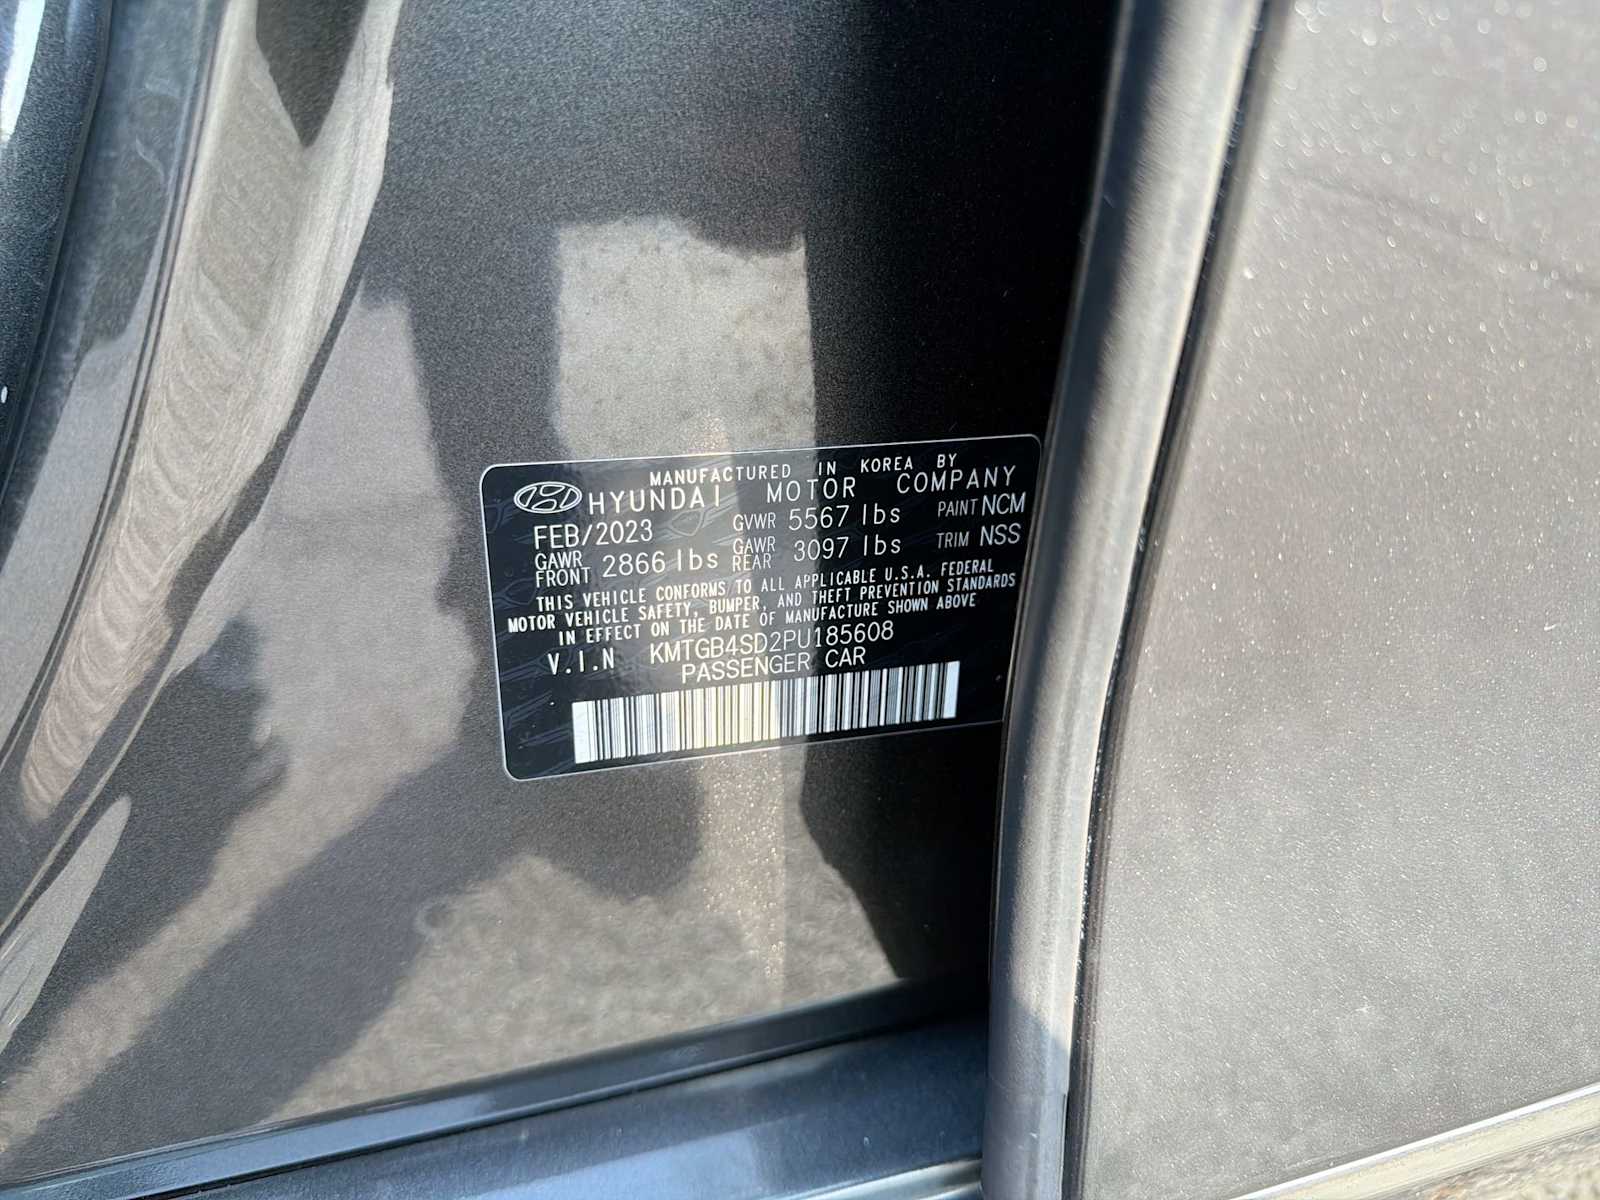 MANUFACTURED IN KOREA BY
HYUNDAI MOTOR COMPANY
FEB/2023 GVWR 5567 lbs PAINT NCM
GAWR FRONT 2866 lbs GAWR REAR 3097 lbs TRIM NSS
THIS VEHICLE CONFORMS TO ALL APPLICABLE U.S.A. FEDERAL
MOTOR VEHICLE SAFETY, BUMPER, AND THEFT PREVENTION STANDARDS
IN EFFECT ON THE DATE OF MANUFACTURE SHOWN ABOVE
V.I.N KMTGB4SD2PU185608
PASSENGER CAR